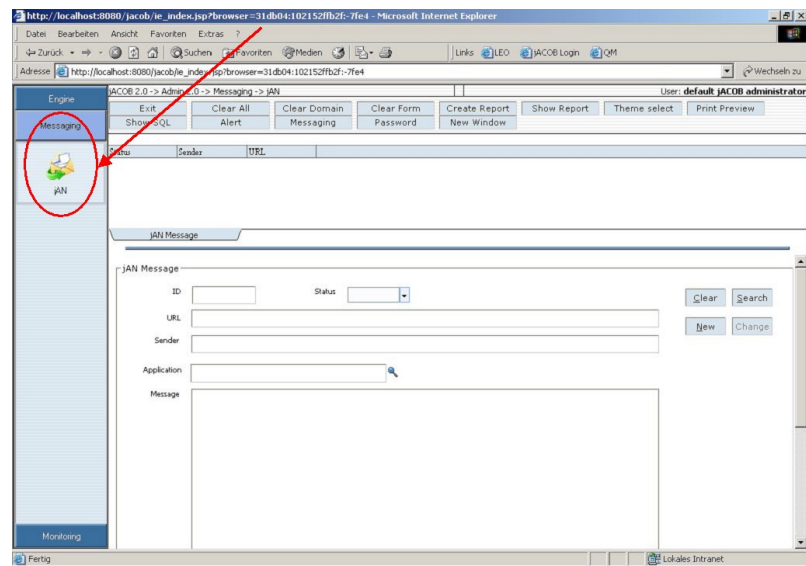 http://localhost:8080/jacob/ie_index.jsp?browser=31db04:102152ffb2f:-7fe4 - Microsoft Internet Explorer
Datei Bearbeiten Ansicht Favoriten Extras ?
Zurück Suchen Favoriten Medien Links LEO jACOB Login QM
Adresse http://localhost:8080/jacob/ie_index.jsp?browser=31db04:102152ffb2f:-7fe4 Wechseln zu
jACOB 2.0 -> Admin 2.0 -> Messaging -> jAN User: default jACOB administrator
Engine
Exit Clear All Clear Domain Clear Form Create Report Show Report Theme select Print Preview
Messaging
Show SQL Alert Messaging Password New Window
Status Sender URL
jAN
jAN Message
jAN Message
ID Status
Clear Search
URL
New Change
Sender
Application
Message
Monitoring
Fertig Lokales Intranet